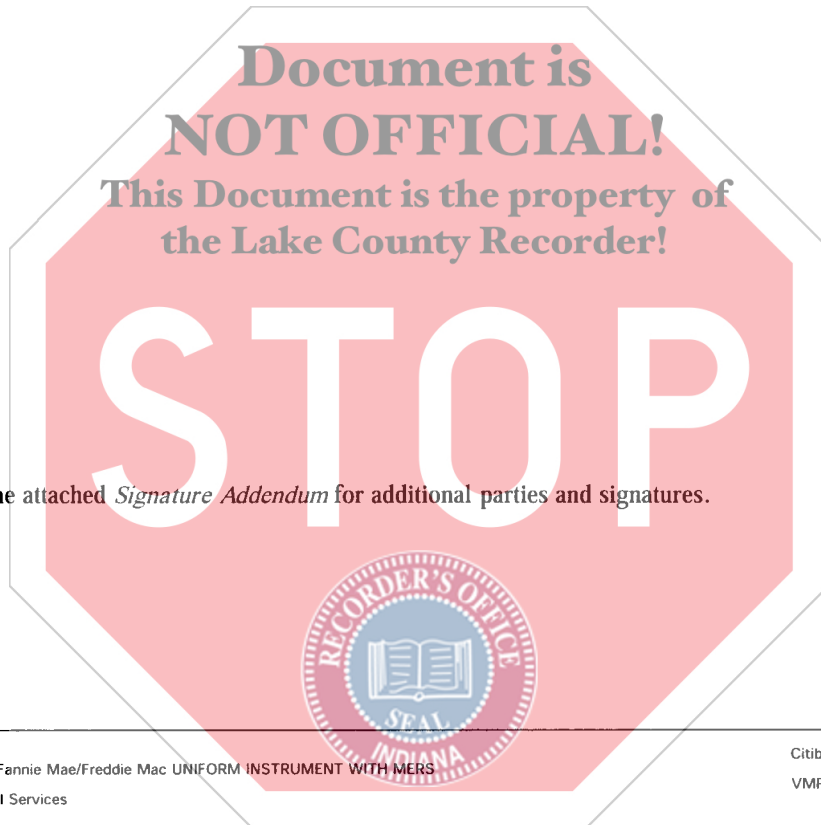 Document is
NOT OFFICIAL!
This Document is the property of
the Lake County Recorder!
STOP
attached Signature Addendum for additional parties and signatures.
RECORDER'S OFFICE
SEAL
INDIANA
Fannie Mae/Freddie Mac UNIFORM INSTRUMENT WITH MERS
Services